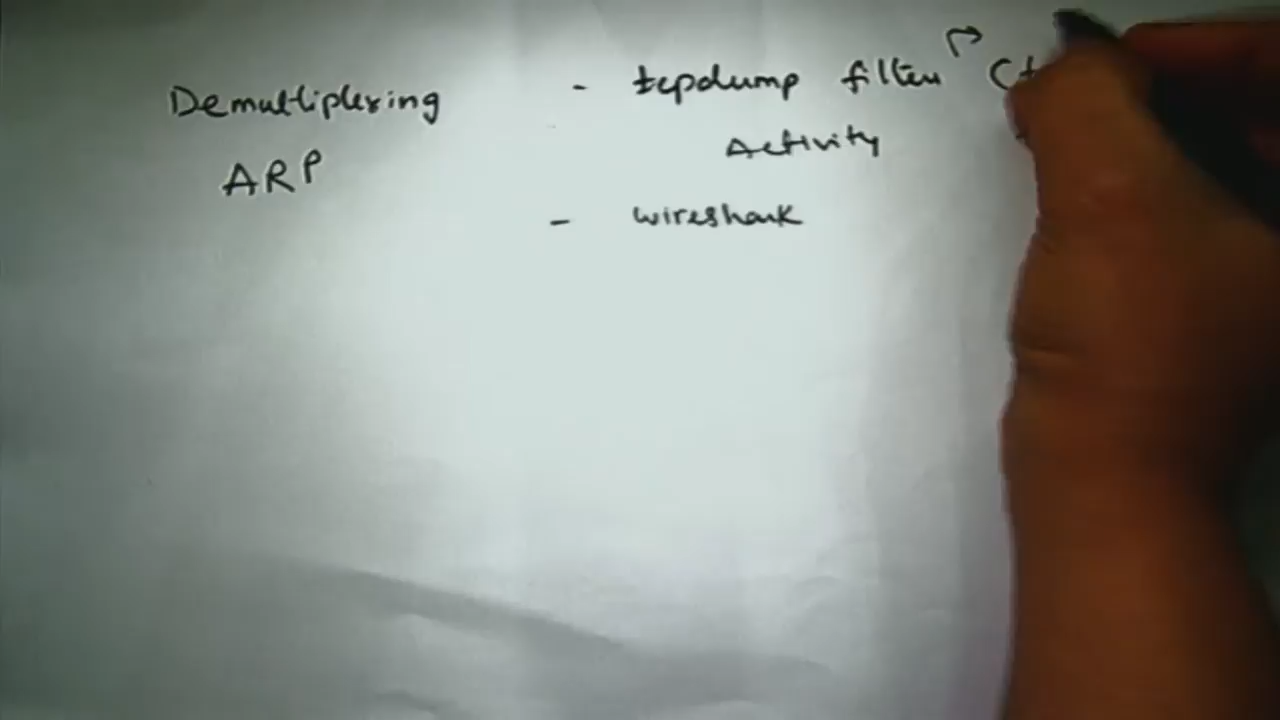 Demultiplexing
ARP
- tcpdump filter
Activity
- wireshark